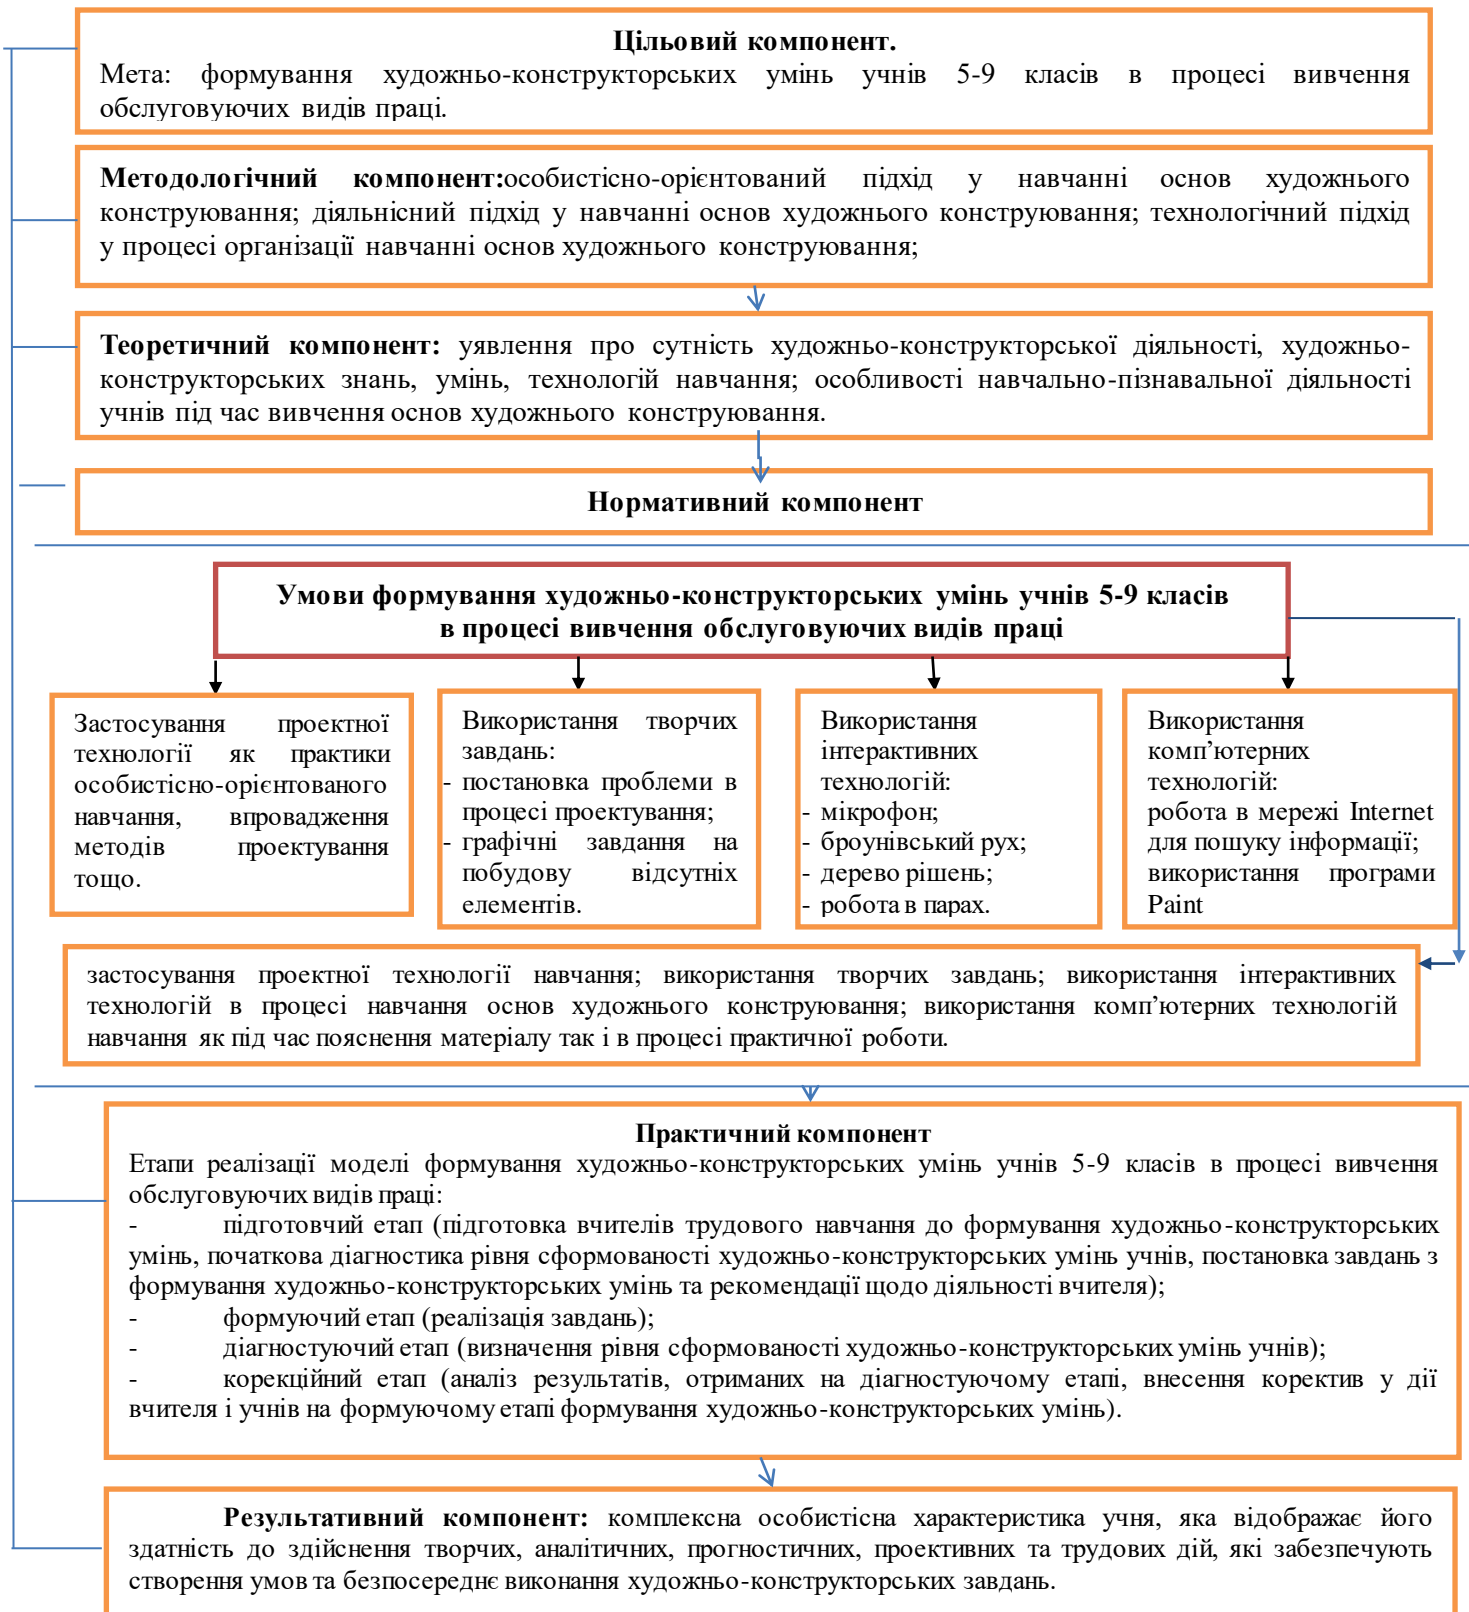 Цільовий компонент.
Мета: формування художньо-конструкторських умінь учнів 5-9 класів в процесі вивчення
обслуговуючих видів праці.
Методологічний компонент:особистісно-орієнтований підхід у навчанні основ художнього
конструювання; діяльнісний підхід у навчанні основ художнього конструювання; технологічний підхід
у процесі організації навчанні основ художнього конструювання;
Теоретичний компонент: уявлення про сутність художньо-конструкторської діяльності, художньо-
конструкторських знань, умінь, технологій навчання; особливості навчально-пізнавальної діяльності
учнів під час вивчення основ художнього конструювання.
Нормативний компонент
Умови формування художньо-конструкторських умінь учнів 5-9 класів
в процесі вивчення обслуговуючих видів праці
Застосування проектної
технології як практики
особистісно-орієнтованого
навчання, впровадження
методів проектування
тощо.
Використання творчих
завдань:
- постановка проблеми в
процесі проектування;
- графічні завдання на
побудову відсутніх
елементів.
Використання
інтерактивних
технологій:
- мікрофон;
- броунівський рух;
- дерево рішень;
- робота в парах.
Використання
комп’ютерних
технологій:
робота в мережі Internet
для пошуку інформації;
використання програми
Paint
застосування проектної технології навчання; використання творчих завдань; використання інтерактивних
технологій в процесі навчання основ художнього конструювання; використання комп’ютерних технологій
навчання як під час пояснення матеріалу так і в процесі практичної роботи.
Практичний компонент
Етапи реалізації моделі формування художньо-конструкторських умінь учнів 5-9 класів в процесі вивчення
обслуговуючих видів праці:
- підготовчий етап (підготовка вчителів трудового навчання до формування художньо-конструкторських
умінь, початкова діагностика рівня сформованості художньо-конструкторських умінь учнів, постановка завдань з
формування художньо-конструкторських умінь та рекомендації щодо діяльності вчителя);
- формуючий етап (реалізація завдань);
- діагностуючий етап (визначення рівня сформованості художньо-конструкторських умінь учнів);
- корекційний етап (аналіз результатів, отриманих на діагностуючому етапі, внесення коректив у дії
вчителя і учнів на формуючому етапі формування художньо-конструкторських умінь).
Результативний компонент: комплексна особистісна характеристика учня, яка відображає його
здатність до здійснення творчих, аналітичних, прогностичних, проективних та трудових дій, які забезпечують
створення умов та безпосереднє виконання художньо-конструкторських завдань.